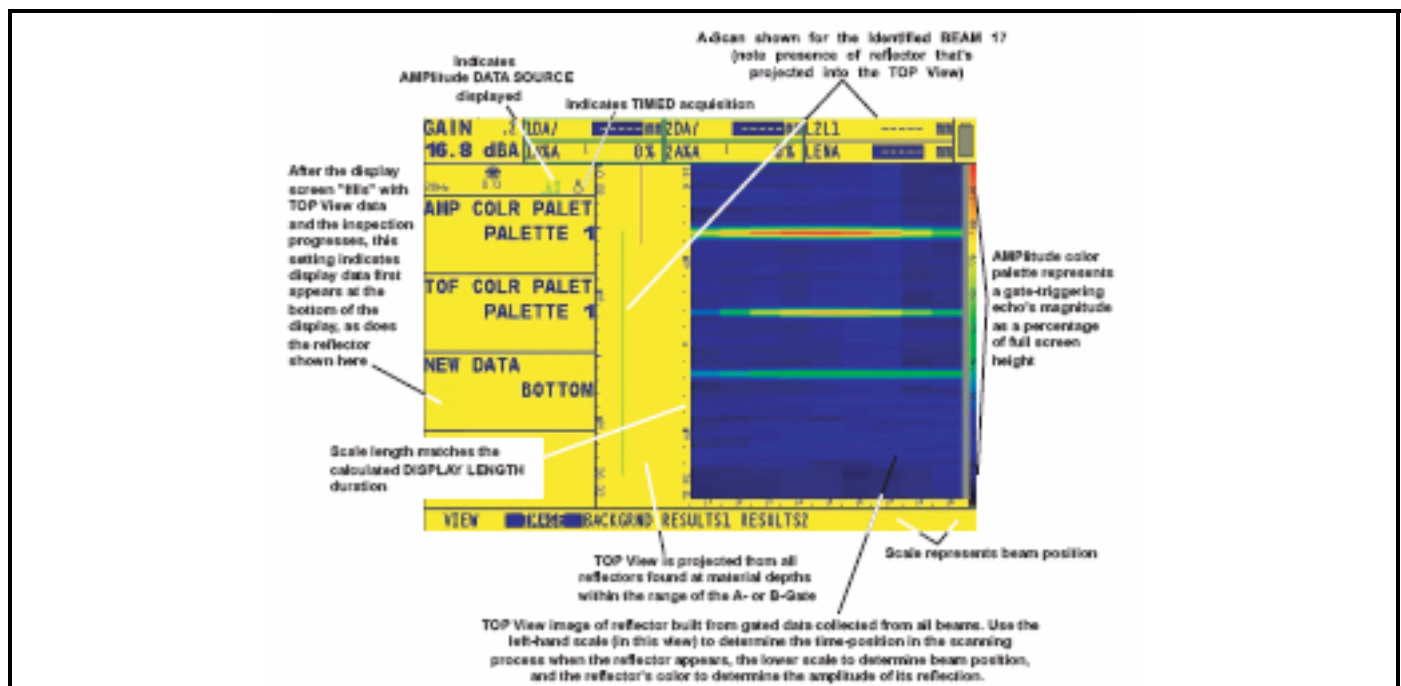 A-Scan shown for the Identified BEAM 17
(note presence of reflector that's
projected into the TOP View)
Indicates
AMPlitude DATA SOURCE
displayed
Indicates TIMED acquisition
GAIN
16.8 dBA
1DA/ ----- 2DA/ ----- L2L1 -----
0% 2A%A 0% LENA -----
After the display
screen "fills" with
TOP View data
and the inspection
progresses, this
setting indicates
display data first
appears at the
bottom of the
display, as does
the reflector
shown here
AMP COLR PALET
PALETTE 1
TOF COLR PALET
PALETTE 1
NEW DATA
BOTTOM
AMPlitude color
palette represents
a gate-triggering
echo's magnitude
as a percentage
of full screen
height
Scale length matches the
calculated DISPLAY LENGTH
duration
VIEW BACKGRND RESULTS1 RESULTS2
Scale represents beam position
TOP View is projected from all
reflectors found at material depths
within the range of the A- or B-Gate
TOP View image of reflector built from gated data collected from all beams. Use the
left-hand scale (in this view) to determine the time-position in the scanning
process when the reflector appears, the lower scale to determine beam position,
and the reflector's color to determine the amplitude of its reflection.